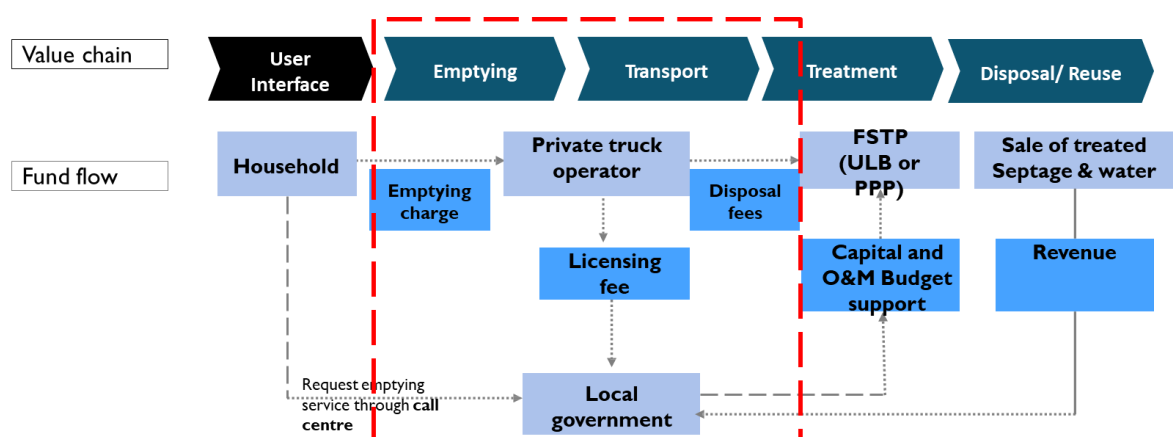 Value chain
User
Interface
Emptying
Transport
Treatment
Disposal/ Reuse
Fund flow
Household
Emptying
charge
Private truck
operator
Disposal
fees
FSTP
(ULB or
PPP)
Sale of treated
Septage & water
Licensing
fee
Capital and
O&M Budget
support
Revenue
Request emptying
service through call
centre
Local
government